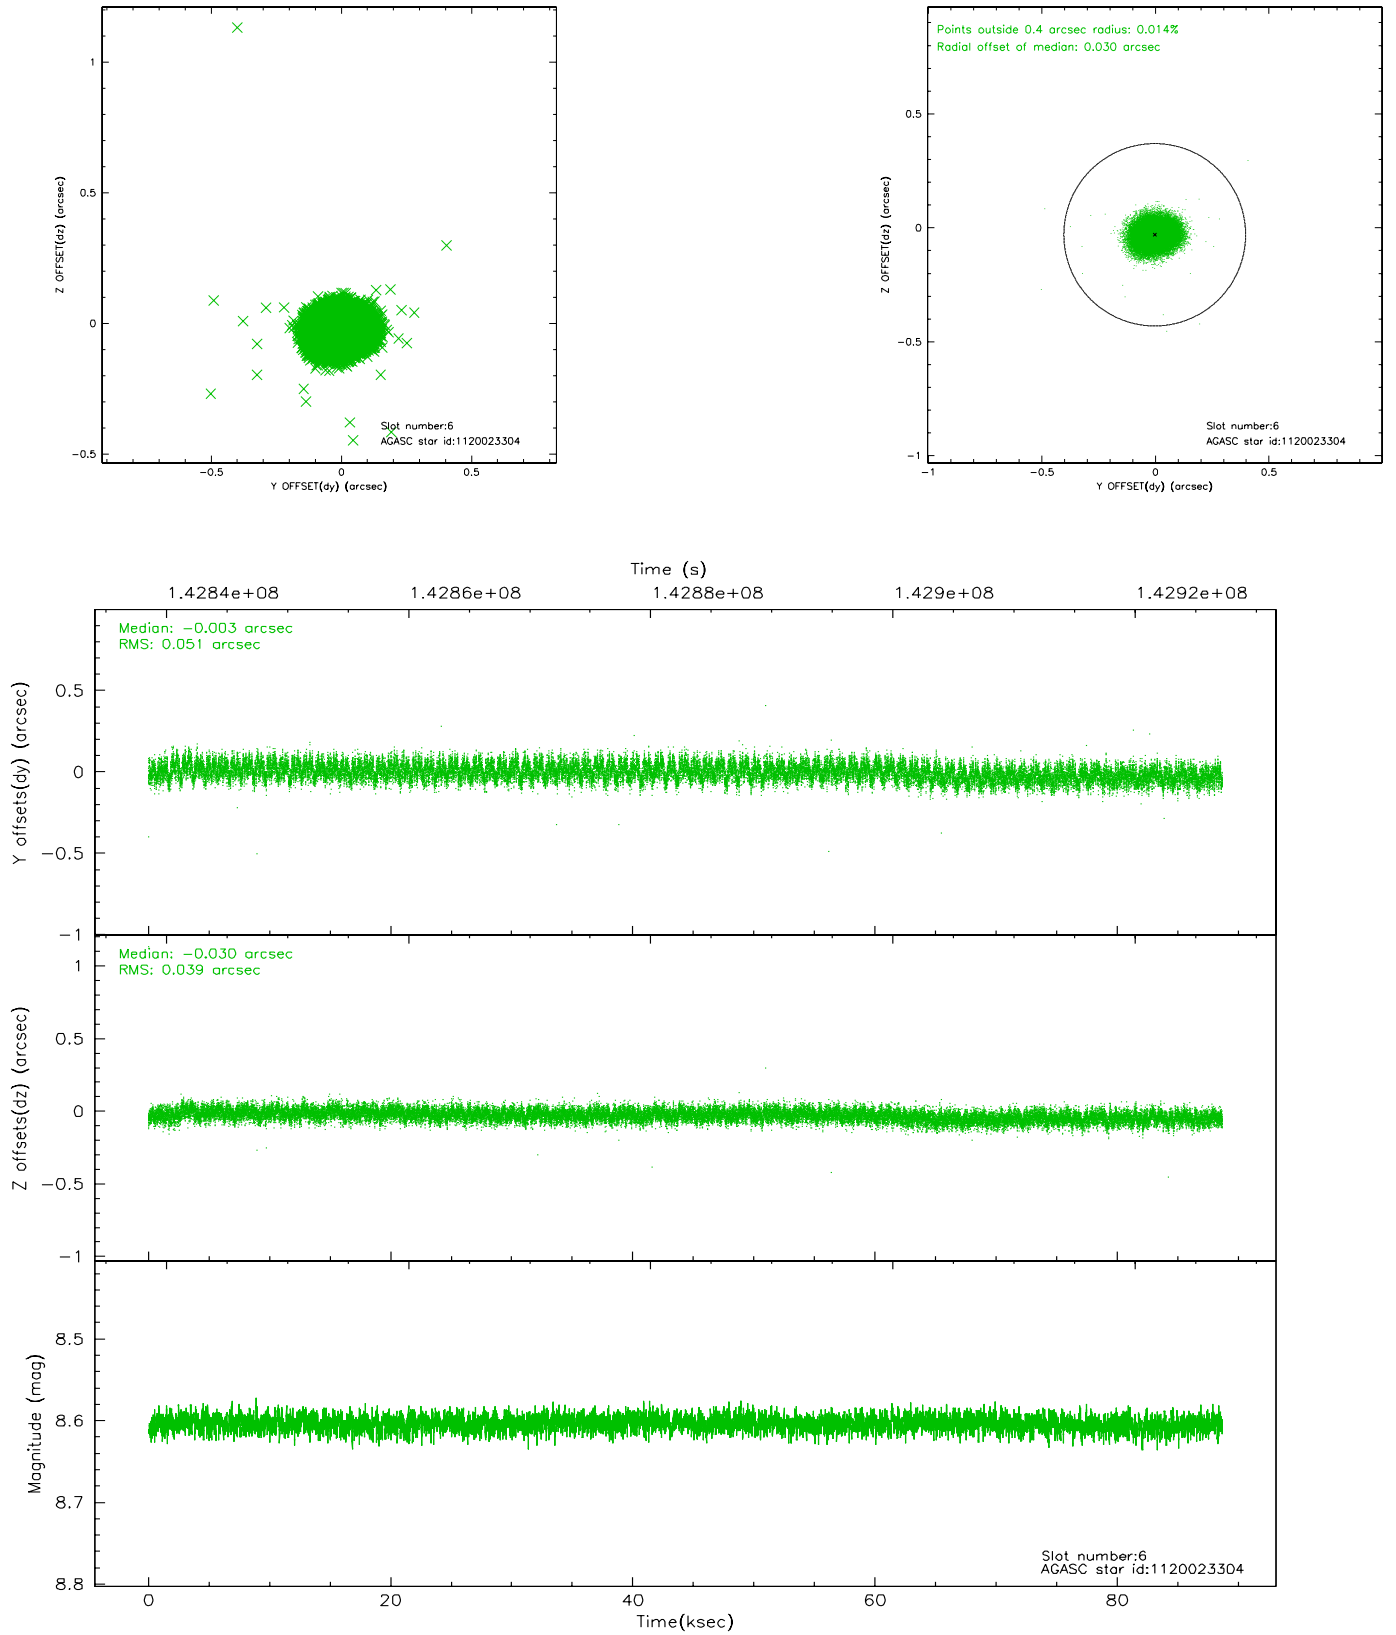 1
0.5
0
−0.5
−0.5
0
0.5
Z OFFSET(dz) (arcsec)
Y OFFSET(dy) (arcsec)
Slot number:6
AGASC star id:1120023304
Points outside 0.4 arcsec radius: 0.014%
Radial offset of median: 0.030 arcsec
0.5
0
−0.5
−1
−1
−0.5
0
0.5
Z OFFSET(dz) (arcsec)
Y OFFSET(dy) (arcsec)
Slot number:6
AGASC star id:1120023304
Time (s)
1.4284e+08 1.4286e+08 1.4288e+08 1.429e+08 1.4292e+08
Median: −0.003 arcsec
RMS: 0.051 arcsec
0.5
0
−0.5
−1
Y offsets(dy) (arcsec)
Median: −0.030 arcsec
RMS: 0.039 arcsec
1
0.5
0
−0.5
−1
Z offsets(dz) (arcsec)
8.5
8.6
8.7
8.8
Magnitude (mag)
Slot number:6
AGASC star id:1120023304
0 20 40 60 80
Time(ksec)